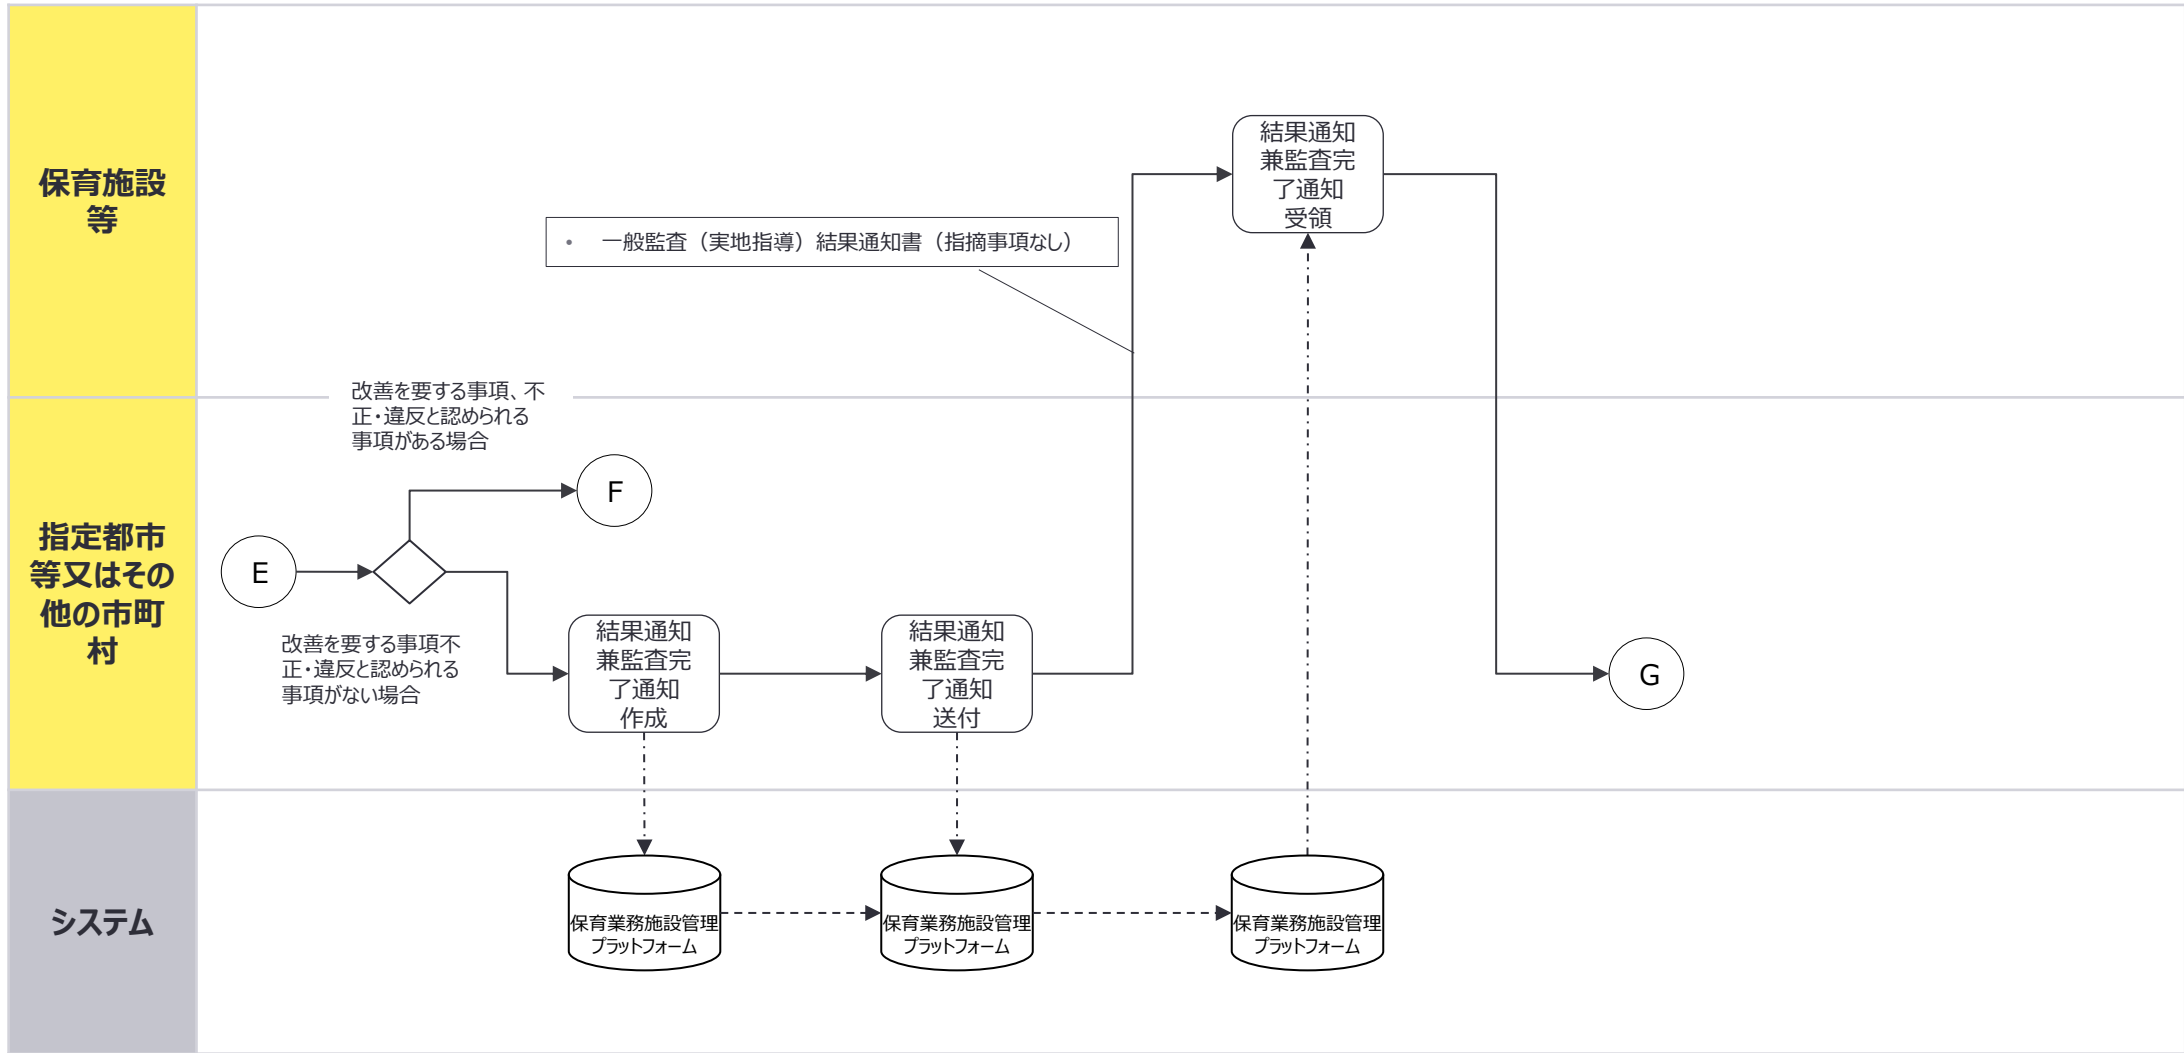 保育施設
等
結果通知
兼監査完
了通知
受領
• 一般監査（実地指導）結果通知書（指摘事項なし）
改善を要する事項、不
正・違反と認められる
事項がある場合
指定都市
等又はその
他の市町
村
F
E
改善を要する事項不
正・違反と認められる
事項がない場合
結果通知
兼監査完
了通知
作成
結果通知
兼監査完
了通知
送付
G
システム
保育業務施設管理
プラットフォーム
保育業務施設管理
プラットフォーム
保育業務施設管理
プラットフォーム